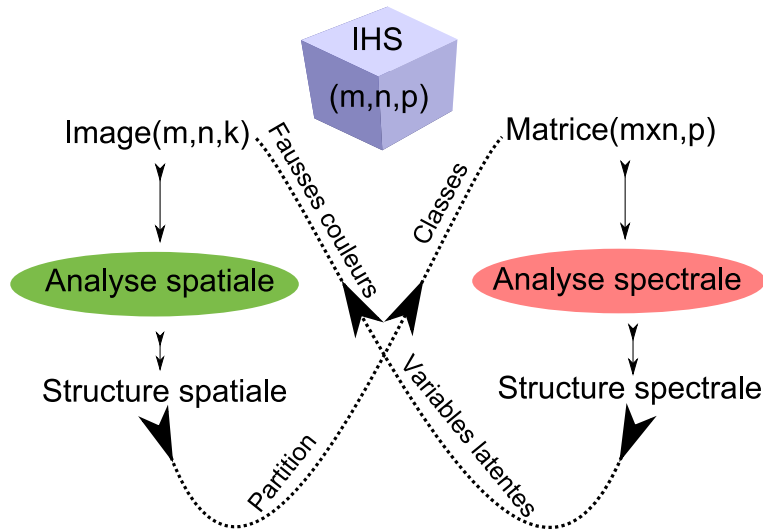 IHS
(m,n,p)
Image(m,n,k)
Matrice(mxn,p)
Fausses couleurs
Classes
Analyse spatiale
Analyse spectrale
Structure spatiale
Structure spectrale
Partition
Variables latentes